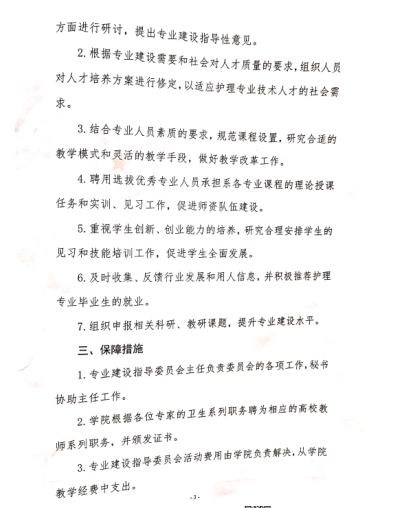 方面进行研讨，提出专业建设指导性意见。
2.根据专业建设需要和社会对人才质量的要求,组织人员
对人才培养方案进行修定,以适应护理专业技术人才的社会需
求。
3.结合专业人员素质的要求,规范课程设置,研究合适的
教学模式和灵活的教学手段，做好教学改革工作。
4.聘用选拔优秀专业人员承担系各专业课程的理论授课
任务和实训、见习工作，促进师资队伍建设。
5.重视学生创新、创业能力的培养,研究合理安排学生的
见习和技能培训工作，促进学生全面发展。
6.及时收集、反馈行业发展和用人信息,并积极推荐护理
专业毕业生的就业。
7.组织申报相关科研、教研课题，提升专业建设水平。
三、保障措施
1.专业建设指导委员会主任负责委员会的各项工作,秘书
协助主任工作。
2.学院根据各位专家的卫生系列职务聘为相应的高校教
师系列职务，并颁发证书。
3.专业建设指导委员会活动费用由学院负责解决,从学院
教学经费中支出。
-3-